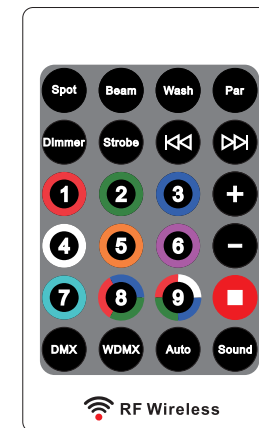 Spot Beam Wash Par
Dimmer Strobe
1 2 3 +
4 5 6 −
7 8 9
DMX WDMX Auto Sound
RF Wireless